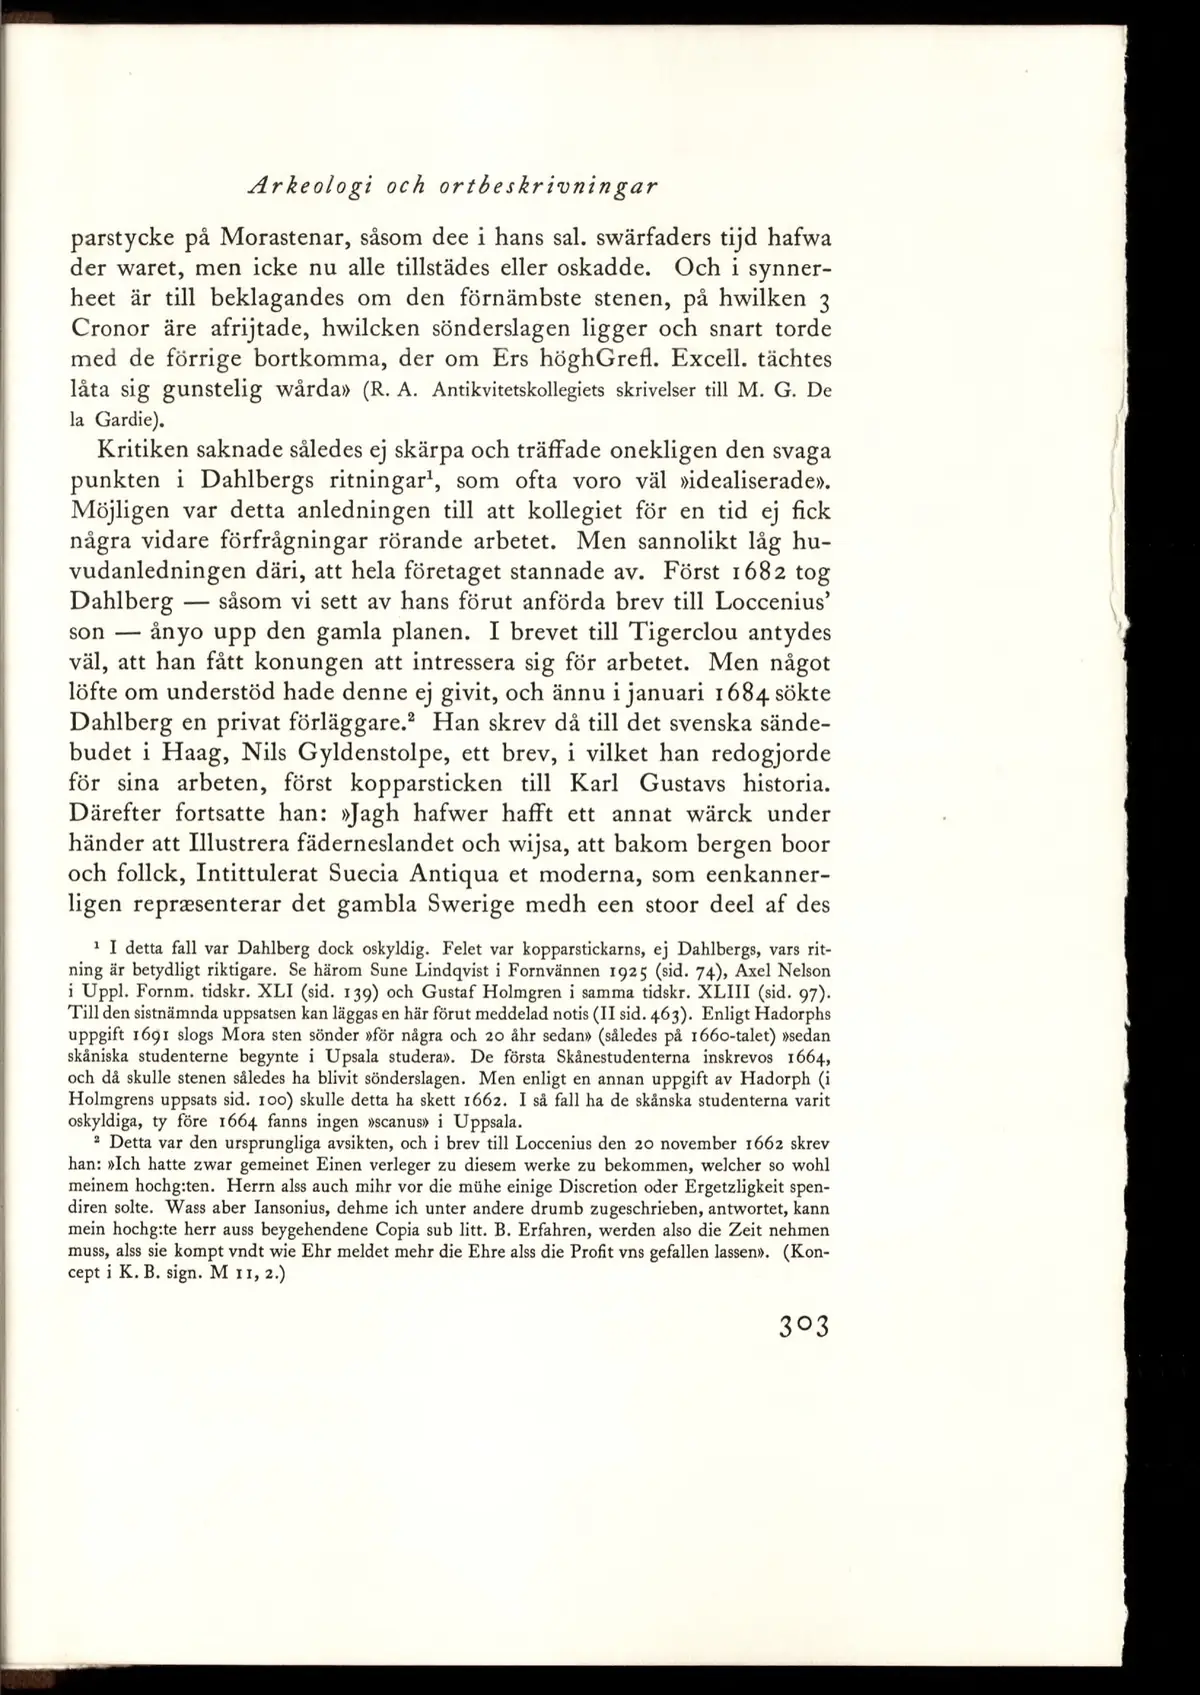 Arkeologi och ortbeskrivningar
parstycke på Morastenar, såsom dee i hans sal. swärfaders tijd hafwa
der waret, men icke nu alle tillstädes eller oskadde. Och i synner-
heet är till beklagandes om den förnämbste stenen, på hwilken 3
Cronor äre afrijtade, hwilcken sönderslagen ligger och snart torde
med de förrige bortkomma, der om Ers höghGrefl. Excell. tächtes
låta sig gunstelig wårda» (R. A. Antikvitetskollegiets skrivelser till M. G. De
la Gardie).
Kritiken saknade således ej skärpa och träffade onekligen den svaga
punkten i Dahlbergs ritningar¹, som ofta voro väl »idealiserade».
Möjligen var detta anledningen till att kollegiet för en tid ej fick
några vidare förfrågningar rörande arbetet. Men sannolikt låg hu-
vudanledningen däri, att hela företaget stannade av. Först 1682 tog
Dahlberg — såsom vi sett av hans förut anförda brev till Loccenius’
son — ånyo upp den gamla planen. I brevet till Tigerclou antydes
väl, att han fått konungen att intressera sig för arbetet. Men något
löfte om understöd hade denne ej givit, och ännu i januari 1684 sökte
Dahlberg en privat förläggare.² Han skrev då till det svenska sände-
budet i Haag, Nils Gyldenstolpe, ett brev, i vilket han redogjorde
för sina arbeten, först kopparsticken till Karl Gustavs historia.
Därefter fortsatte han: »Jagh hafwer hafft ett annat wärck under
händer att Illustrera fäderneslandet och wijsa, att bakom bergen boor
och follck, Intittulerat Suecia Antiqua et moderna, som eenkanner-
ligen repræsenterar det gambla Swerige medh een stoor deel af des
¹ I detta fall var Dahlberg dock oskyldig. Felet var kopparstickarns, ej Dahlbergs, vars rit-
ning är betydligt riktigare. Se härom Sune Lindqvist i Fornvännen 1925 (sid. 74), Axel Nelson
i Uppl. Fornm. tidskr. XLI (sid. 139) och Gustaf Holmgren i samma tidskr. XLIII (sid. 97).
Till den sistnämnda uppsatsen kan läggas en här förut meddelad notis (II sid. 463). Enligt Hadorphs
uppgift 1691 slogs Mora sten sönder »för några och 20 åhr sedan» (således på 1660-talet) »sedan
skåniska studenterne begynte i Upsala studera». De första Skånestudenterna inskrevos 1664,
och då skulle stenen således ha blivit sönderslagen. Men enligt en annan uppgift av Hadorph (i
Holmgrens uppsats sid. 100) skulle detta ha skett 1662. I så fall ha de skånska studenterna varit
oskyldiga, ty före 1664 fanns ingen »scanus» i Uppsala.
² Detta var den ursprungliga avsikten, och i brev till Loccenius den 20 november 1662 skrev
han: »Ich hatte zwar gemeinet Einen verleger zu diesem werke zu bekommen, welcher so wohl
meinem hochg:ten. Herrn alss auch mihr vor die mühe einige Discretion oder Ergetzligkeit spen-
diren solte. Wass aber Iansonius, dehme ich unter andere drumb zugeschrieben, antwortet, kann
mein hochg:te herr auss beygehendene Copia sub litt. B. Erfahren, werden also die Zeit nehmen
muss, alss sie kompt vndt wie Ehr meldet mehr die Ehre alss die Profit vns gefallen lassen». (Kon-
cept i K. B. sign. M 11, 2.)
303